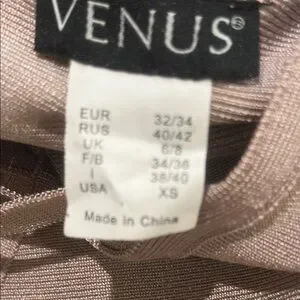 VENUS®
EUR 32/34
RUS 40/42
UK 6/8
F/B 34/36
I 38/40
USA XS
Made in China